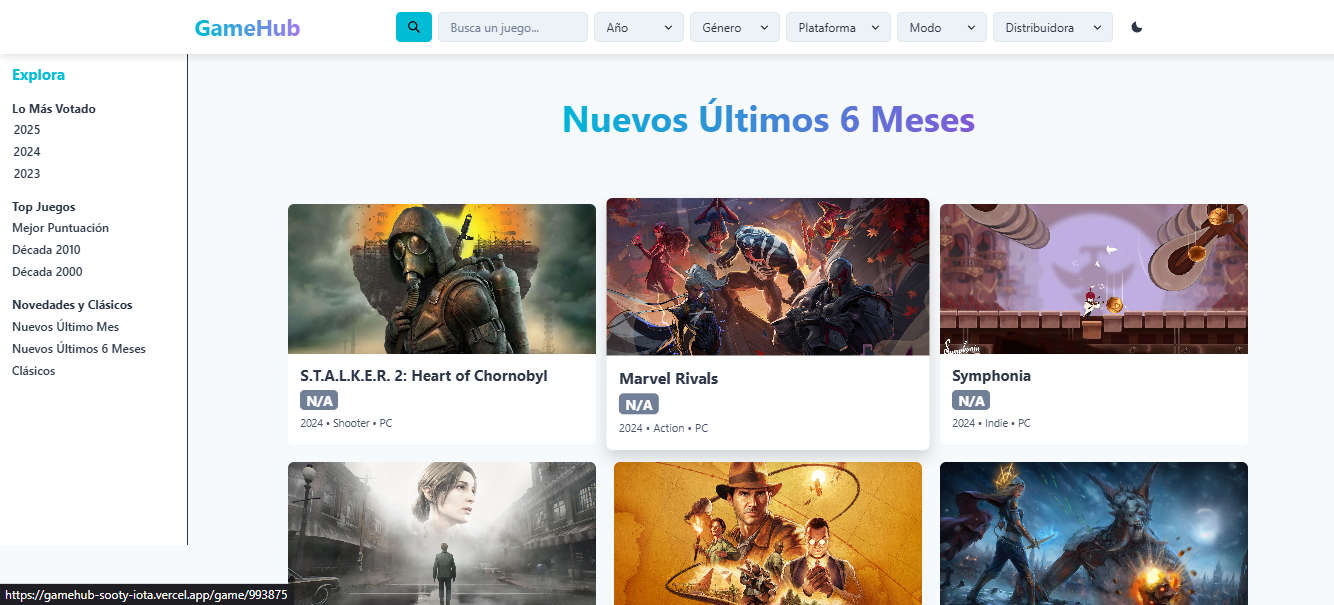 GameHub
Busca un juego...
Año
Género
Plataforma
Modo
Distribuidora
Explora
Lo Más Votado
2025
2024
2023
Top Juegos
Mejor Puntuación
Década 2010
Década 2000
Novedades y Clásicos
Nuevos Último Mes
Nuevos Últimos 6 Meses
Clásicos
Nuevos Últimos 6 Meses
Symphonia
S.T.A.L.K.E.R. 2: Heart of Chornobyl
N/A
2024 • Shooter • PC
Marvel Rivals
N/A
2024 • Action • PC
Symphonia
N/A
2024 • Indie • PC
https://gamehub-sooty-iota.vercel.app/game/993875